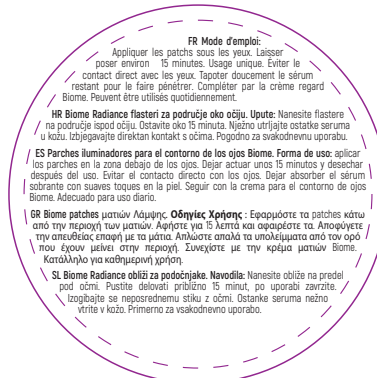 FR Mode d'emploi:
Appliquer les patchs sous les yeux. Laisser
poser environ 15 minutes. Usage unique. Éviter le
contact direct avec les yeux. Tapoter doucement le sérum
restant pour le faire pénétrer. Compléter par la crème regard
Biome. Peuvent être utilisés quotidiennement.
HR Biome Radiance flasteri za područje oko očiju. Upute: Nanesite flastere
na područje ispod očiju. Ostavite oko 15 minuta. Nježno utrljajte ostatke seruma
u kožu. Izbjegavajte direktan kontakt s očima. Pogodno za svakodnevnu uporabu.
ES Parches iluminadores para el contorno de los ojos Biome. Forma de uso: aplicar
los parches en la zona debajo de los ojos. Dejar actuar unos 15 minutos y desechar
después del uso. Evitar el contacto directo con los ojos. Dejar absorber el sérum
sobrante con suaves toques en la piel. Seguir con la crema para el contorno de ojos
Biome. Adecuado para uso diario.
GR Biome patches ματιών Λάμψης. Οδηγίες Χρήσης : Εφαρμόστε τα patches κάτω
από την περιοχή των ματιών. Αφήστε για 15 λεπτά και αφαιρέστε τα. Αποφύγετε
την απευθείας επαφή με τα μάτια. Απλώστε απαλά τα υπολείμματα από τον ορό
που έχουν μείνει στην περιοχή. Συνεχίστε με την κρέμα ματιών Biome.
Κατάλληλο για καθημερινή χρήση.
SL Biome Radiance obliži za podočnjake. Navodila: Nanesite obliže na predel
pod očmi. Pustite delovati približno 15 minut, po uporabi zavrzite.
Izogibajte se neposrednemu stiku z očmi. Ostanke seruma nežno
vtrite v kožo. Primerno za vsakodnevno uporabo.